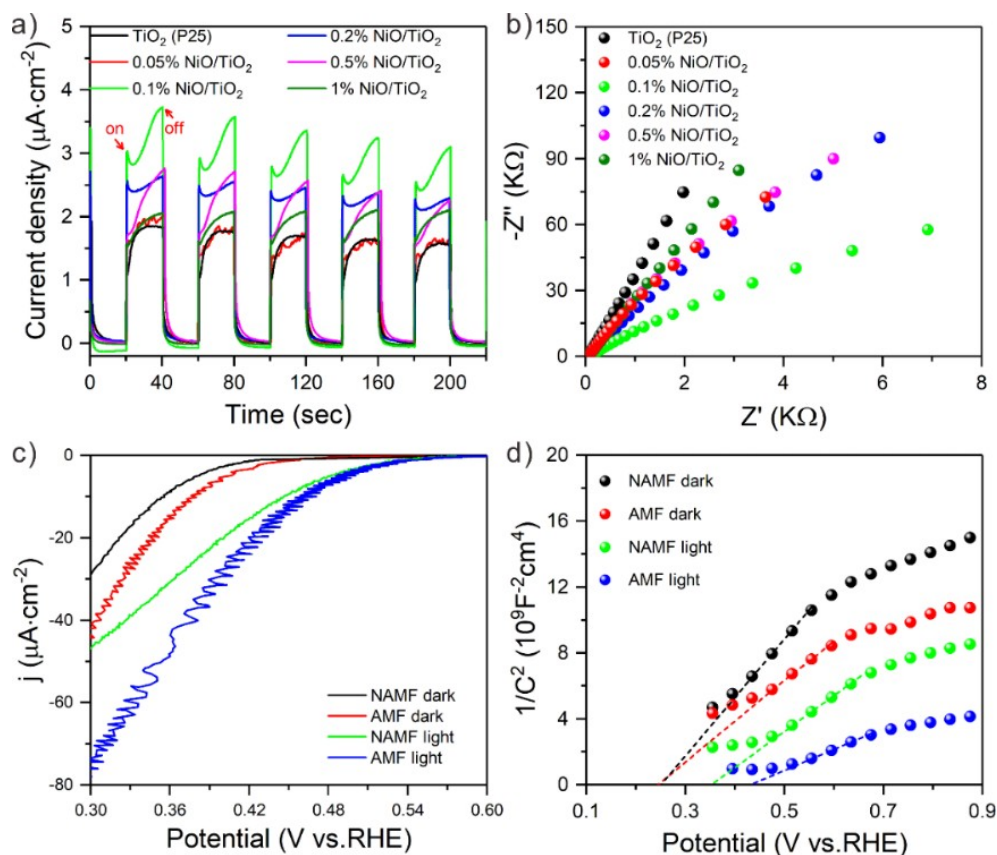 a)
Current density (μA·cm⁻²)
5
4
3
2
1
0
TiO₂ (P25)
0.05% NiO/TiO₂
0.1% NiO/TiO₂
0.2% NiO/TiO₂
0.5% NiO/TiO₂
1% NiO/TiO₂
on
off
0 40 80 120 160 200
Time (sec)
b)
-Z'' (KΩ)
150
120
90
60
30
0
TiO₂ (P25)
0.05% NiO/TiO₂
0.1% NiO/TiO₂
0.2% NiO/TiO₂
0.5% NiO/TiO₂
1% NiO/TiO₂
0 2 4 6 8
Z' (KΩ)
c)
j (μA·cm⁻²)
0
-20
-40
-60
-80
NAMF dark
AMF dark
NAMF light
AMF light
0.30 0.36 0.42 0.48 0.54 0.60
Potential (V vs.RHE)
d)
1/C² (10⁹F⁻²cm⁴)
20
16
12
8
4
0
NAMF dark
AMF dark
NAMF light
AMF light
0.1 0.3 0.5 0.7 0.9
Potential (V vs.RHE)